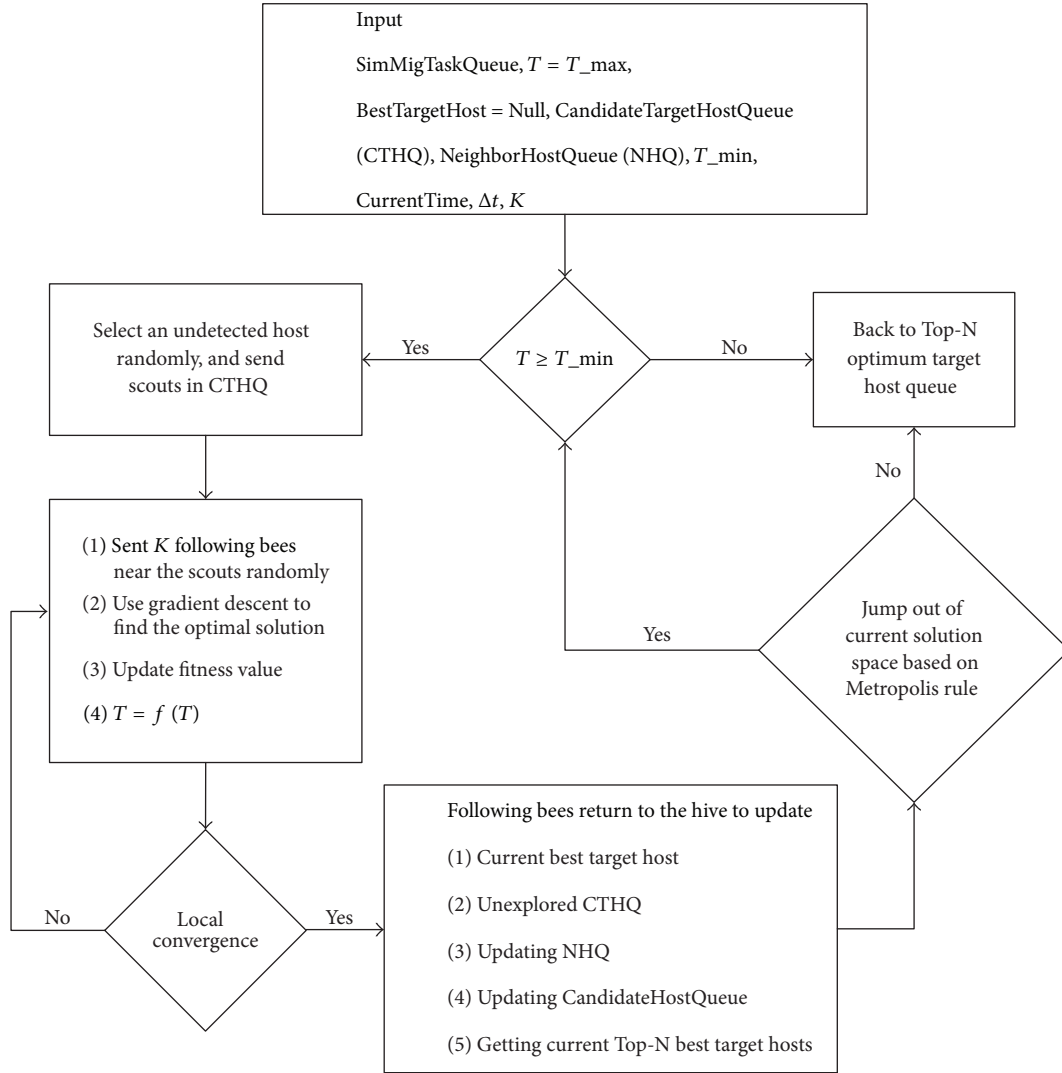 Input
SimMigTaskQueue, T = T_max,
BestTargetHost = Null, CandidateTargetHostQueue
(CTHQ), NeighborHostQueue (NHQ), T_min,
CurrentTime, Δt, K
Select an undetected host
randomly, and send
scouts in CTHQ
Yes
T ≥ T_min
No
Back to Top-N
optimum target
host queue
No
(1) Sent K following bees
near the scouts randomly
(2) Use gradient descent to
find the optimal solution
(3) Update fitness value
(4) T = f (T)
Yes
Jump out of
current solution
space based on
Metropolis rule
No
Local
convergence
Yes
Following bees return to the hive to update
(1) Current best target host
(2) Unexplored CTHQ
(3) Updating NHQ
(4) Updating CandidateHostQueue
(5) Getting current Top-N best target hosts